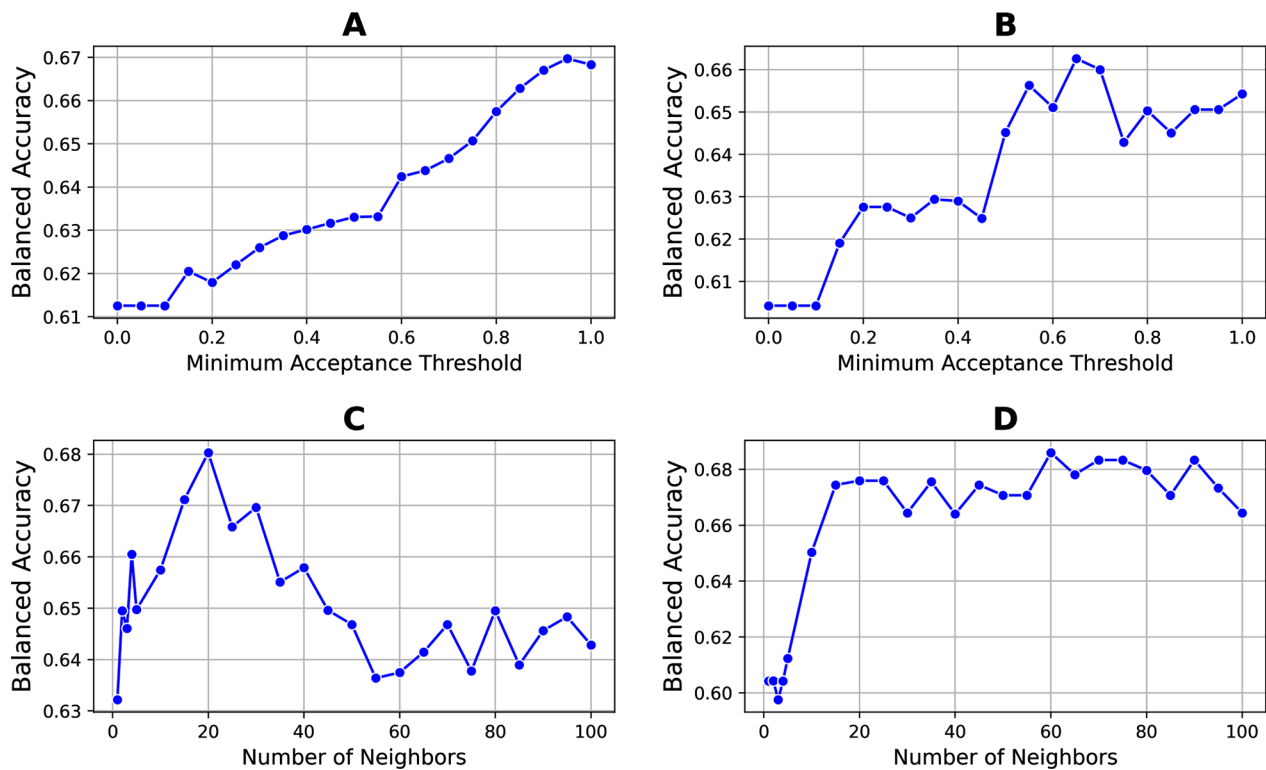 A
Balanced Accuracy
0.67
0.66
0.65
0.64
0.63
0.62
0.61
0.0 0.2 0.4 0.6 0.8 1.0
Minimum Acceptance Threshold
B
Balanced Accuracy
0.66
0.65
0.64
0.63
0.62
0.61
0.0 0.2 0.4 0.6 0.8 1.0
Minimum Acceptance Threshold
C
Balanced Accuracy
0.68
0.67
0.66
0.65
0.64
0.63
0 20 40 60 80 100
Number of Neighbors
D
Balanced Accuracy
0.68
0.66
0.64
0.62
0.60
0 20 40 60 80 100
Number of Neighbors